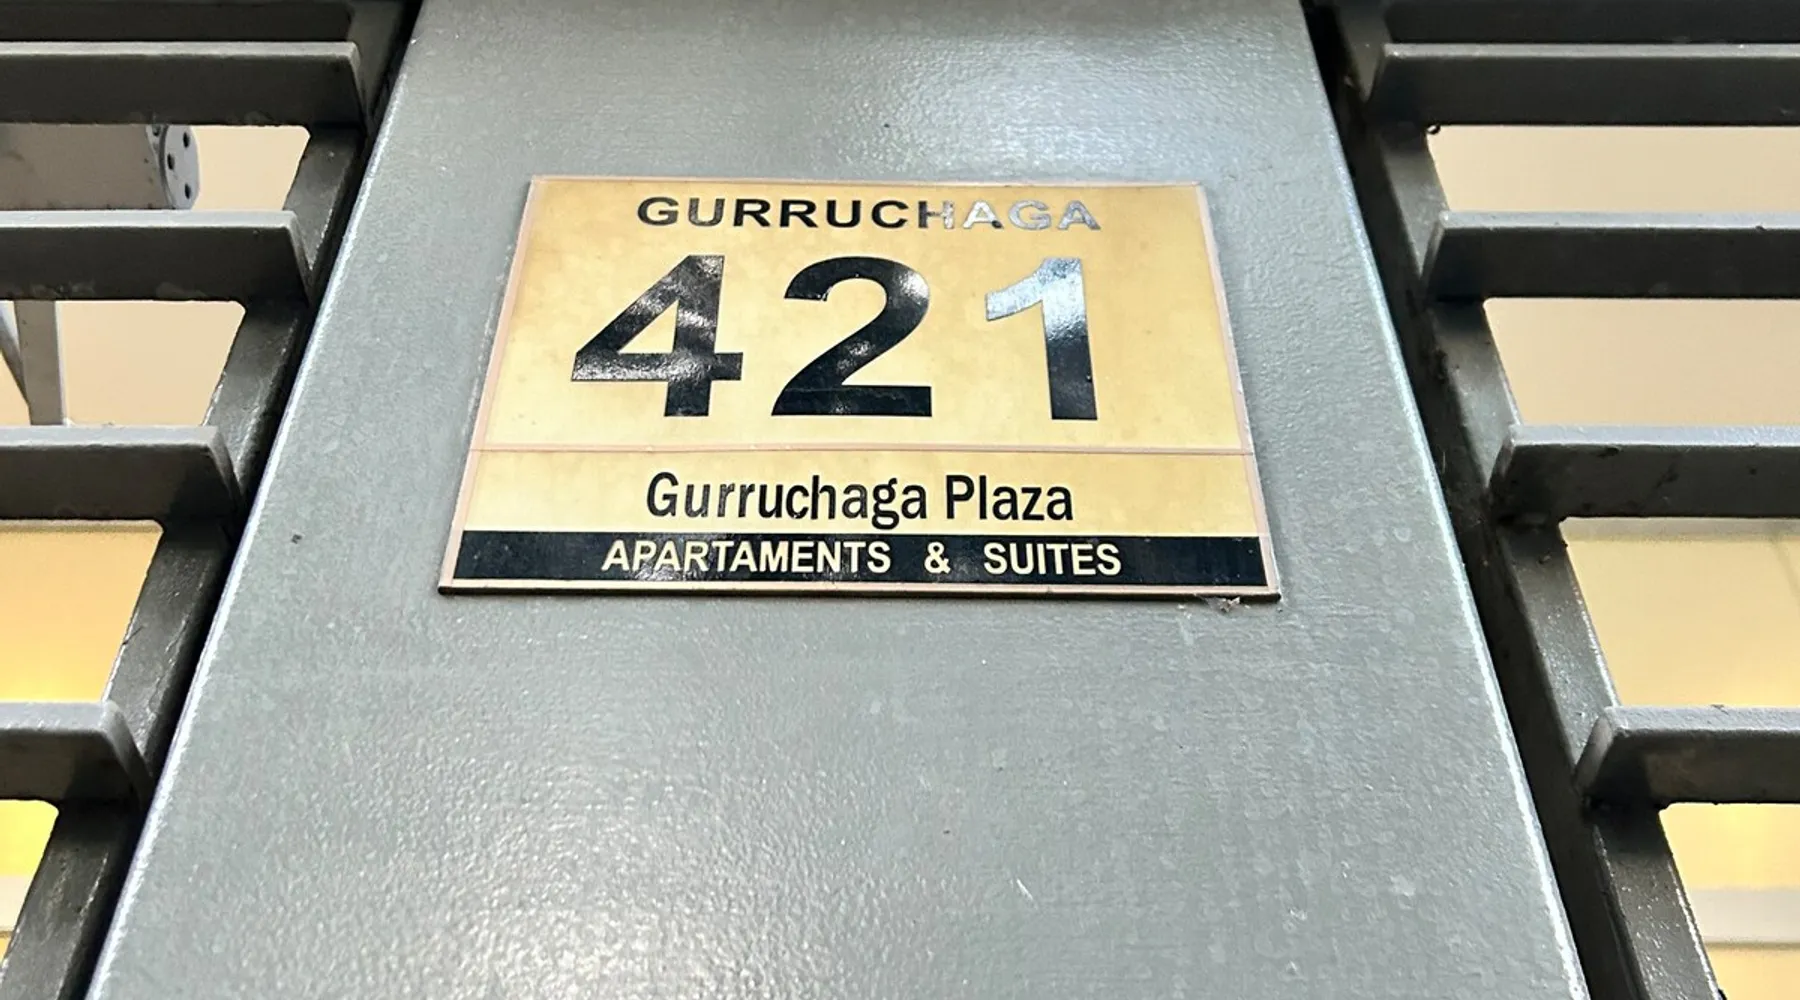 GURRUCHAGA
421
Gurruchaga Plaza
APARTAMENTS & SUITES